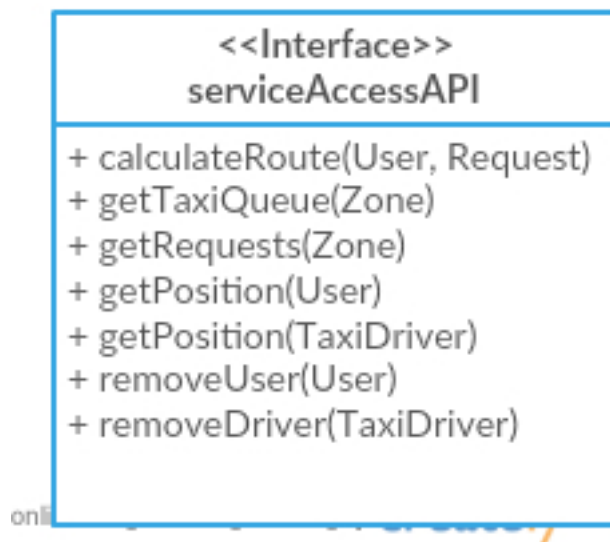 <<Interface>>
serviceAccessAPI
+ calculateRoute(User, Request)
+ getTaxiQueue(Zone)
+ getRequests(Zone)
+ getPosition(User)
+ getPosition(TaxiDriver)
+ removeUser(User)
+ removeDriver(TaxiDriver)